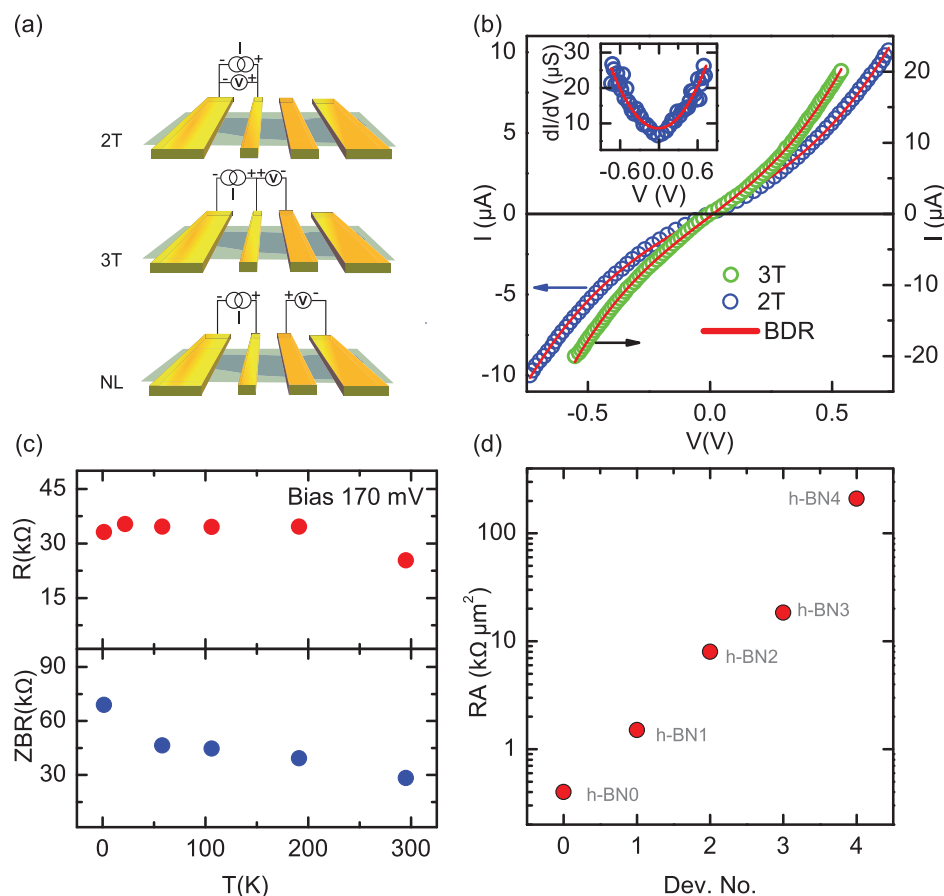 (a)
I
- +
- V +
2T
- ++ V -
I
3T
- + + V -
I
NL
(b)
10
5
0
-5
-10
I (μA)
20
10
0
-10
-20
I (μA)
-0.5 0.0 0.5
V(V)
30
20
10
dI/dV (μS)
-0.6 0.0 0.6
V (V)
3T
2T
BDR
(c)
45
30
15
R(kΩ)
Bias 170 mV
90
60
30
ZBR(kΩ)
0 100 200 300
T(K)
(d)
100
10
1
RA (kΩ μm²)
h-BN4
h-BN3
h-BN2
h-BN1
h-BN0
0 1 2 3 4
Dev. No.